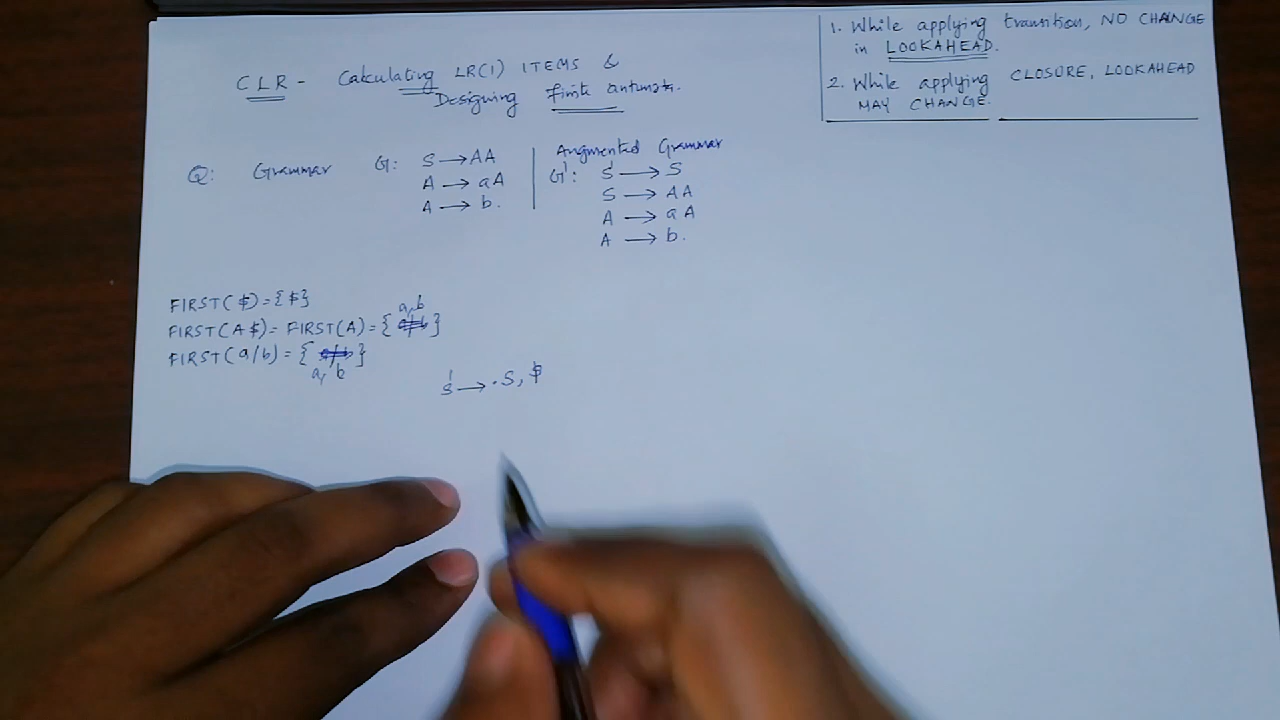 CLR - Calculating LR(1) ITEMS &
Designing finite automata.
1. While applying transition, NO CHANGE
in LOOKAHEAD.
2. While applying CLOSURE, LOOKAHEAD
MAY CHANGE.
Q: Grammar G: S → AA
A → aA
A → b.
Augmented Grammar
G': S' → S
S → AA
A → aA
A → b.
FIRST($) = {$}
FIRST(A$) = FIRST(A) = { a, b }
FIRST(a/b) = { a, b }
S' → .S, $